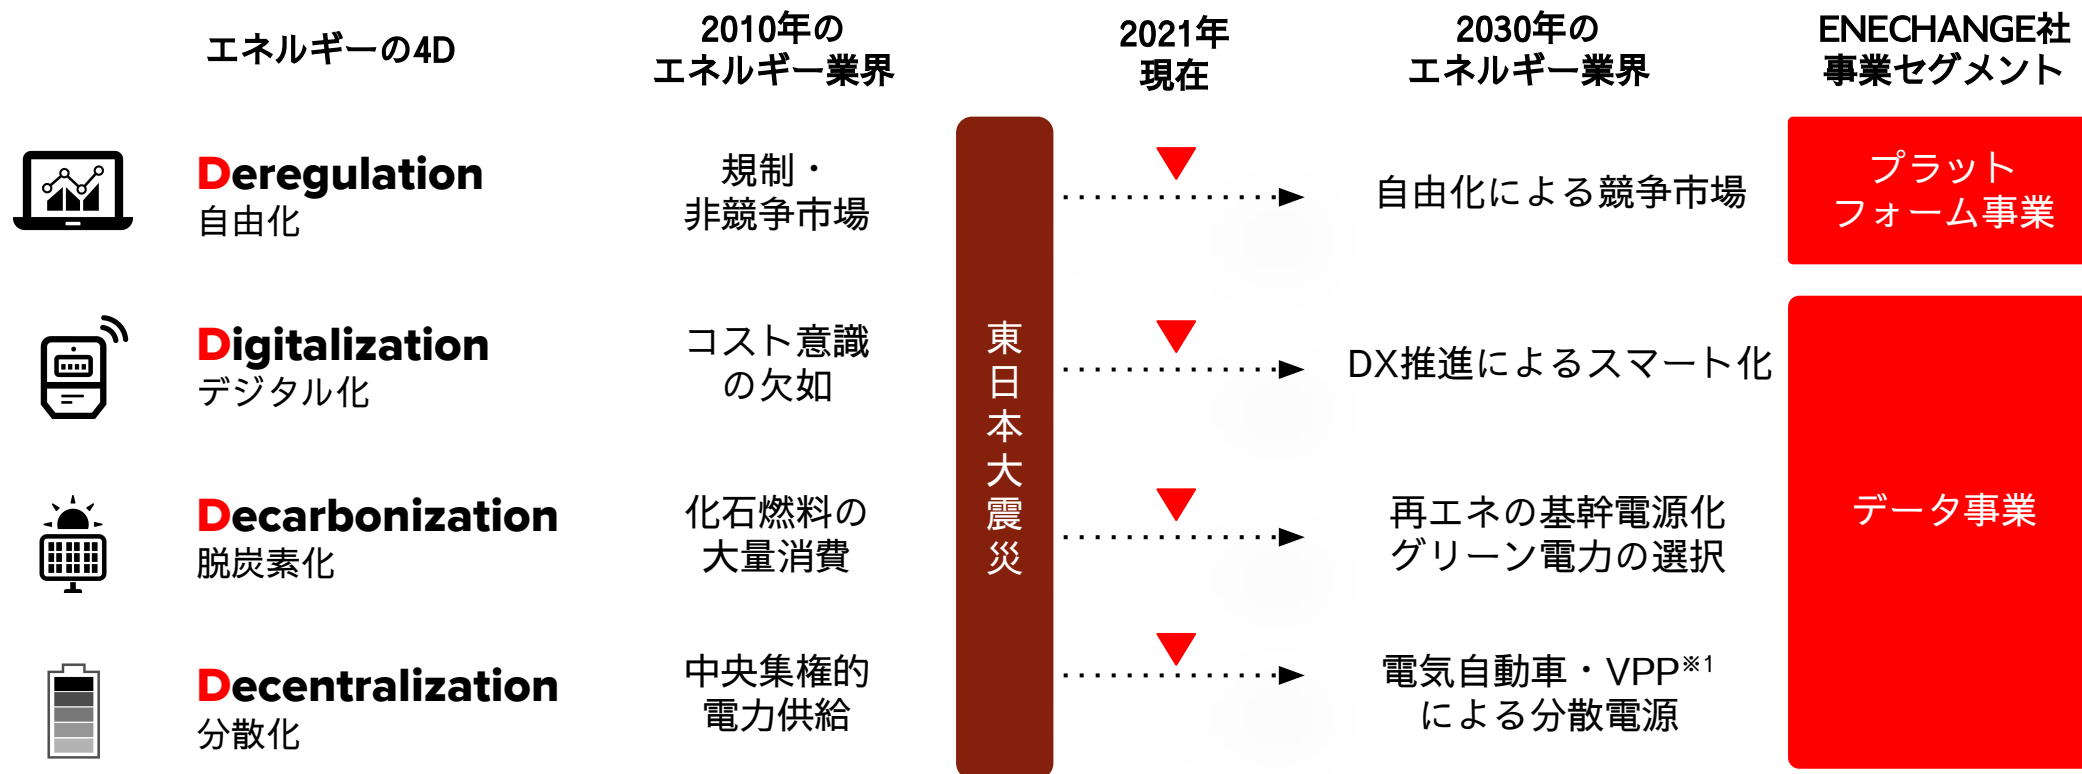 エネルギーの4D
2010年の
エネルギー業界
2021年
現在
2030年の
エネルギー業界
ENECHANGE社
事業セグメント
Deregulation
自由化
規制・
非競争市場
自由化による競争市場
プラット
フォーム事業
東日本大震災
Digitalization
デジタル化
コスト意識
の欠如
DX推進によるスマート化
データ事業
Decarbonization
脱炭素化
化石燃料の
大量消費
再エネの基幹電源化
グリーン電力の選択
Decentralization
分散化
中央集権的
電力供給
電気自動車・VPP※1
による分散電源